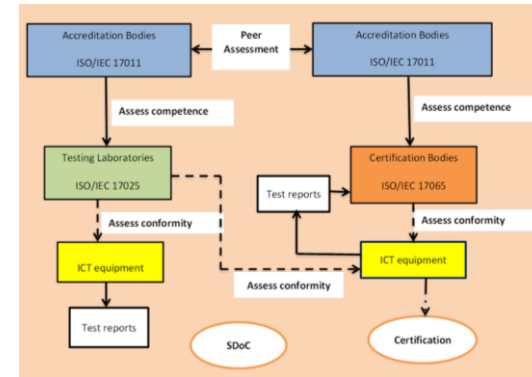 Accreditation Bodies
ISO/IEC 17011
Peer
Assessment
Accreditation Bodies
ISO/IEC 17011
Assess competence
Assess competence
Testing Laboratories
ISO/IEC 17025
Certification Bodies
ISO/IEC 17065
Test reports
Assess conformity
Assess conformity
ICT equipment
ICT equipment
Assess conformity
Test reports
SDoC
Certification